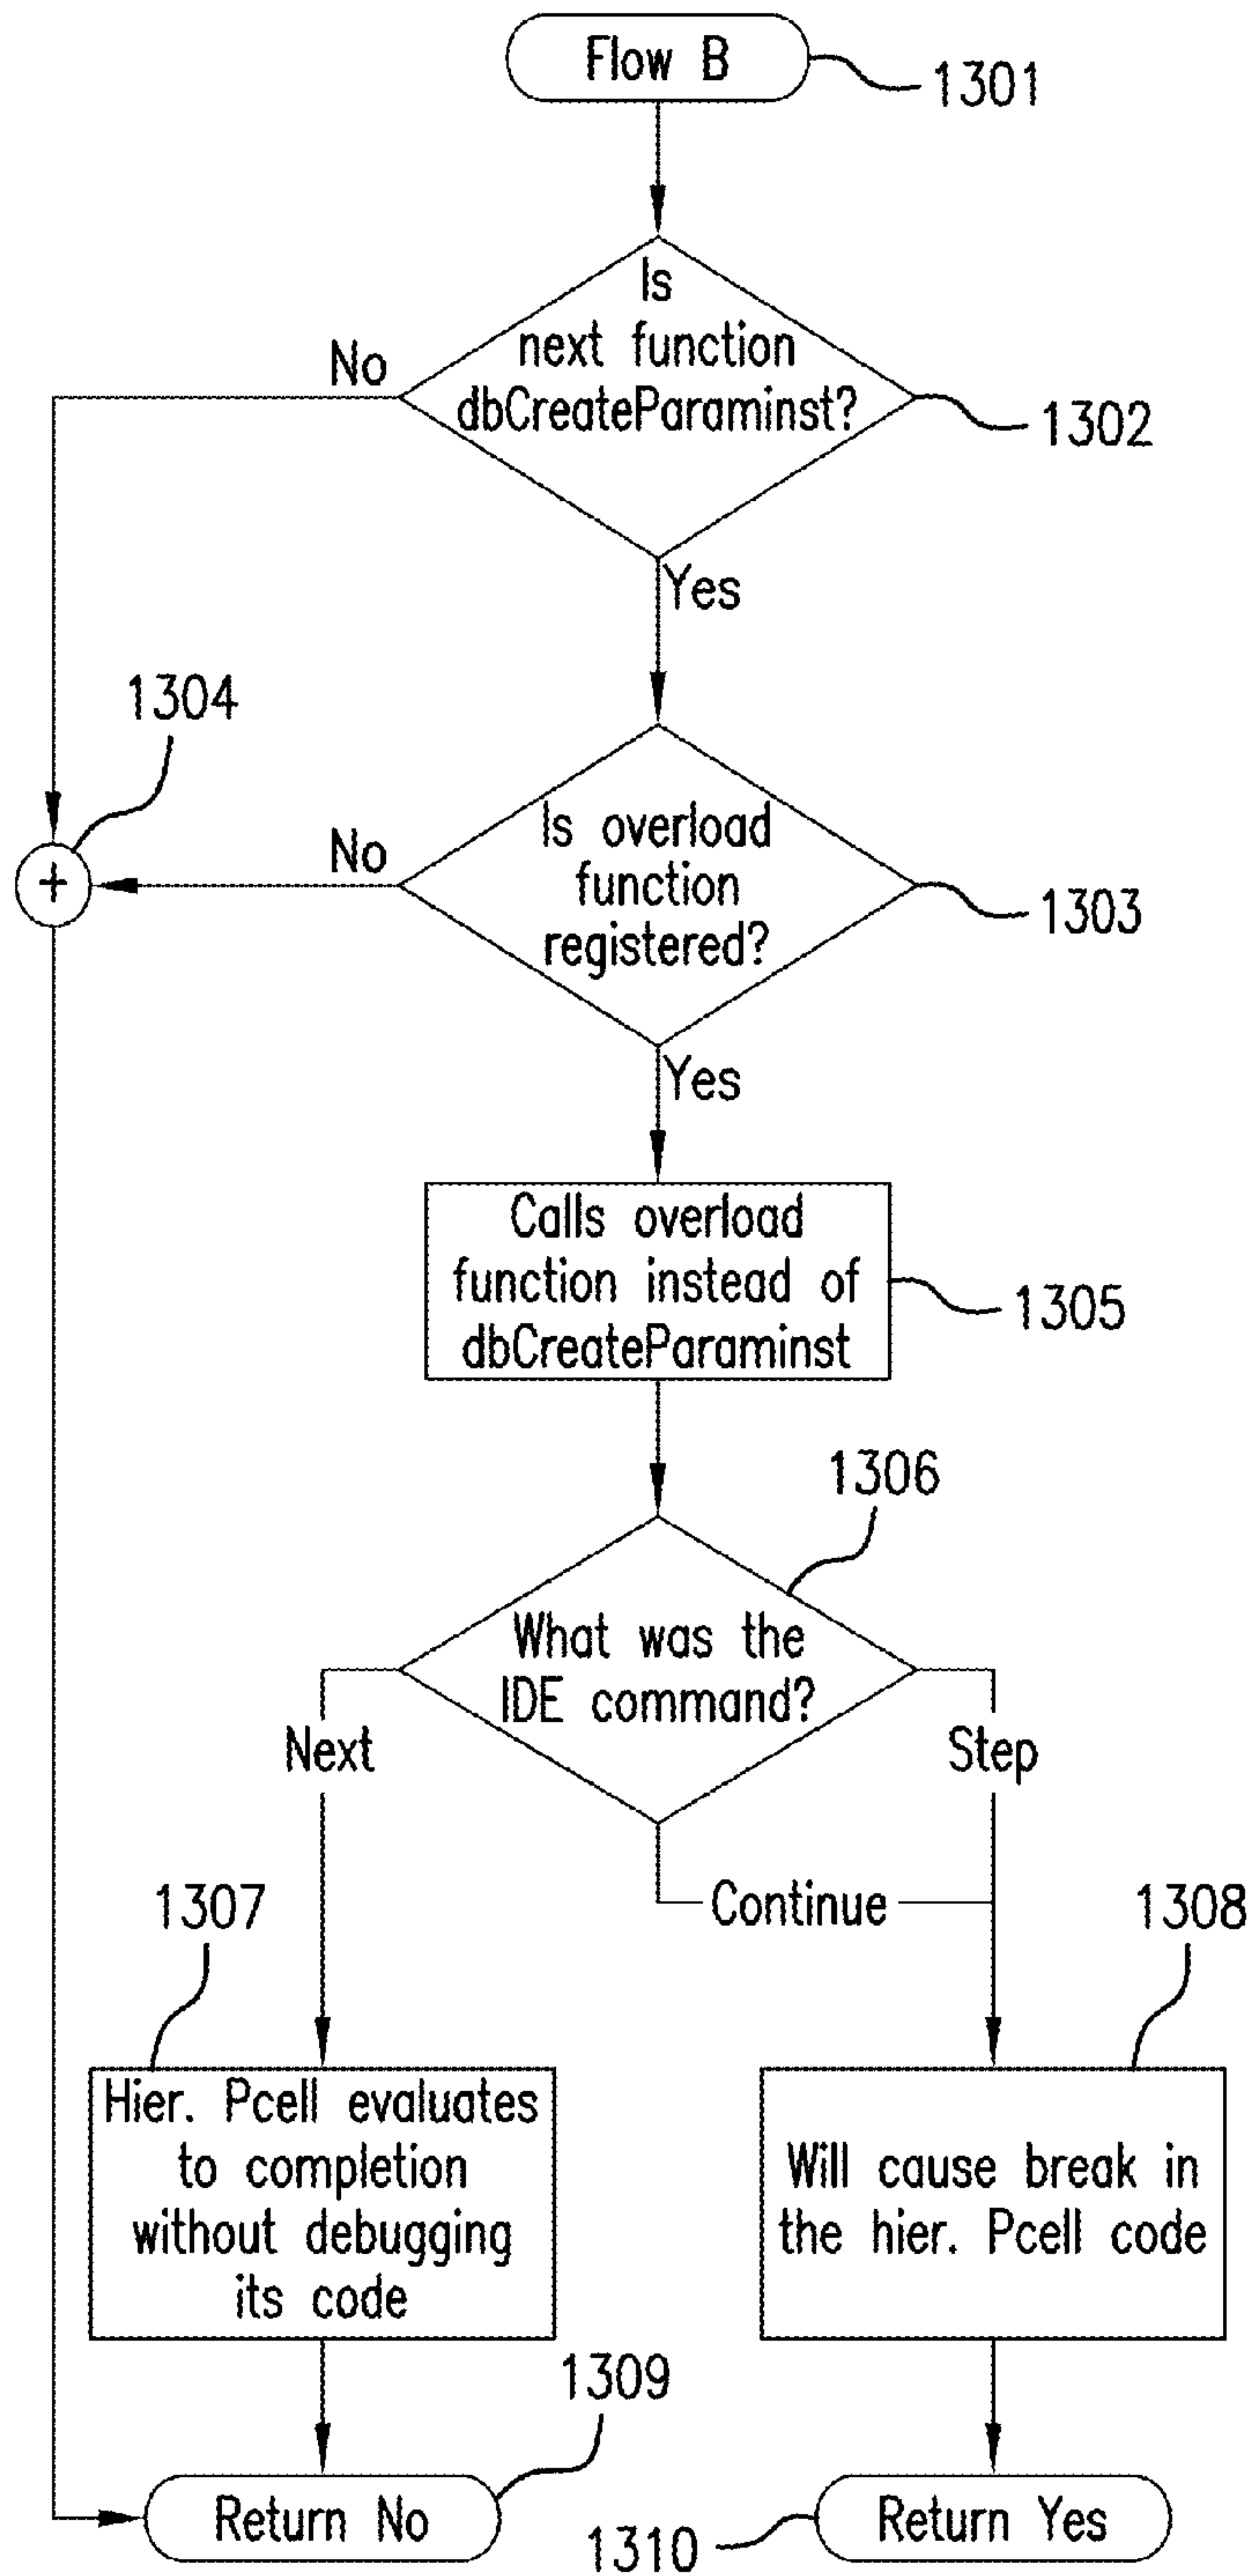 Flow B
1301
Is
next function
dbCreateParaminst?
1302
No
Yes
1304
+
No
Is overload
function
registered?
1303
Yes
Calls overload
function instead of
dbCreateParaminst
1305
1306
What was the
IDE command?
Next
Step
Continue
1307
1308
Hier. Pcell evaluates
to completion
without debugging
its code
Will cause break in
the hier. Pcell code
1309
Return No
1310
Return Yes